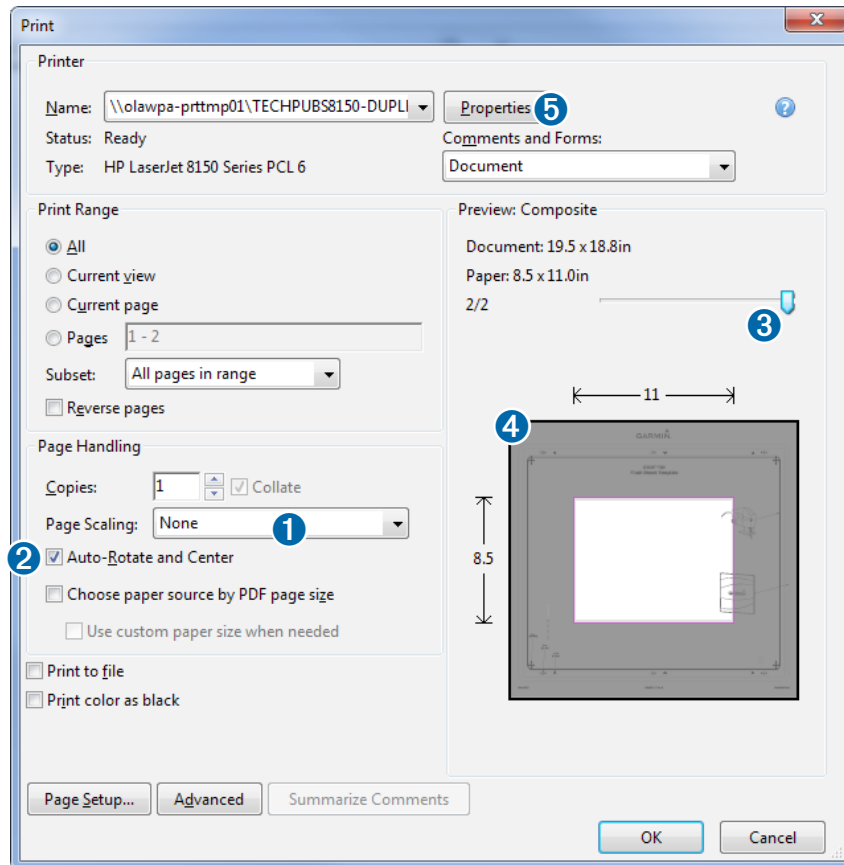 Print
Printer
Name: \\olawpa-prttmp01\TECHPUBS8150-DUPLI
Properties 5
Status: Ready
Comments and Forms:
Type: HP LaserJet 8150 Series PCL 6
Document
Print Range
All
Current view
Current page
Pages 1 - 2
Subset: All pages in range
Reverse pages
Page Handling
Copies: 1 Collate
Page Scaling: None 1
2 Auto-Rotate and Center
Choose paper source by PDF page size
Use custom paper size when needed
Print to file
Print color as black
Preview: Composite
Document: 19.5 x 18.8in
Paper: 8.5 x 11.0in
2/2
3
11
4
GARMIN
8.5
Page Setup... Advanced Summarize Comments
OK Cancel